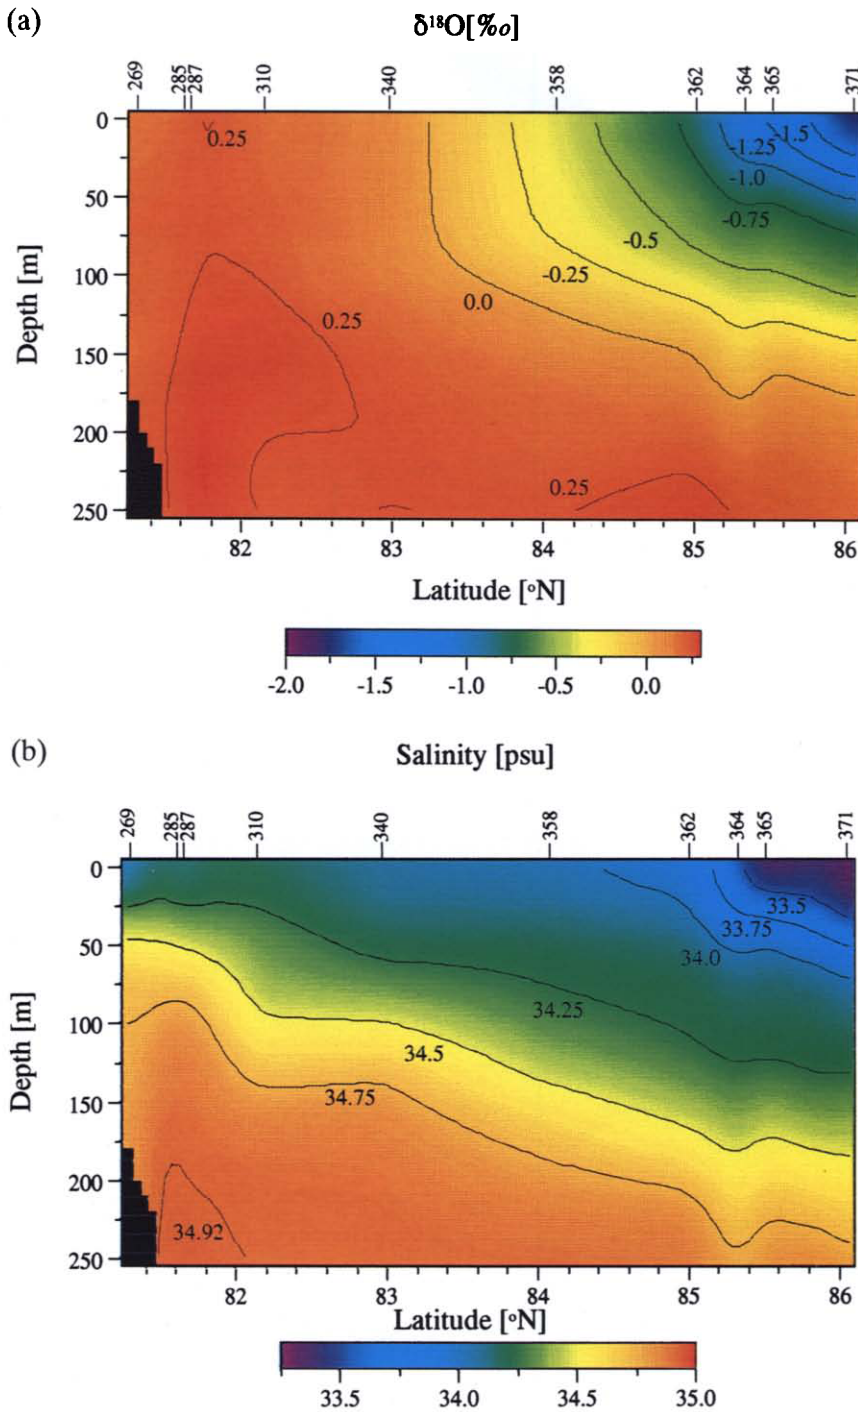 (a)
δ¹⁸O[‰]
269 285 287 310 340 358 362 364 365 371
0
50
100
150
200
250
Depth [m]
0.25
0.25
0.0
-0.25
-0.5
-0.75
-1.0
-1.25
-1.5
0.25
82 83 84 85 86
Latitude [°N]
-2.0 -1.5 -1.0 -0.5 0.0
(b)
Salinity [psu]
269 285 287 310 340 358 362 364 365 371
0
50
100
150
200
250
Depth [m]
33.5
33.75
34.0
34.25
34.5
34.75
34.92
82 83 84 85 86
Latitude [°N]
33.5 34.0 34.5 35.0